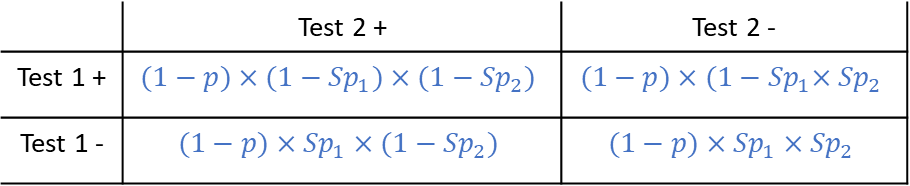 Test 2 + Test 2 -
Test 1 + (1 − p) × (1 − Sp₁) × (1 − Sp₂) (1 − p) × (1 − Sp₁× Sp₂
Test 1 - (1 − p) × Sp₁ × (1 − Sp₂) (1 − p) × Sp₁ × Sp₂